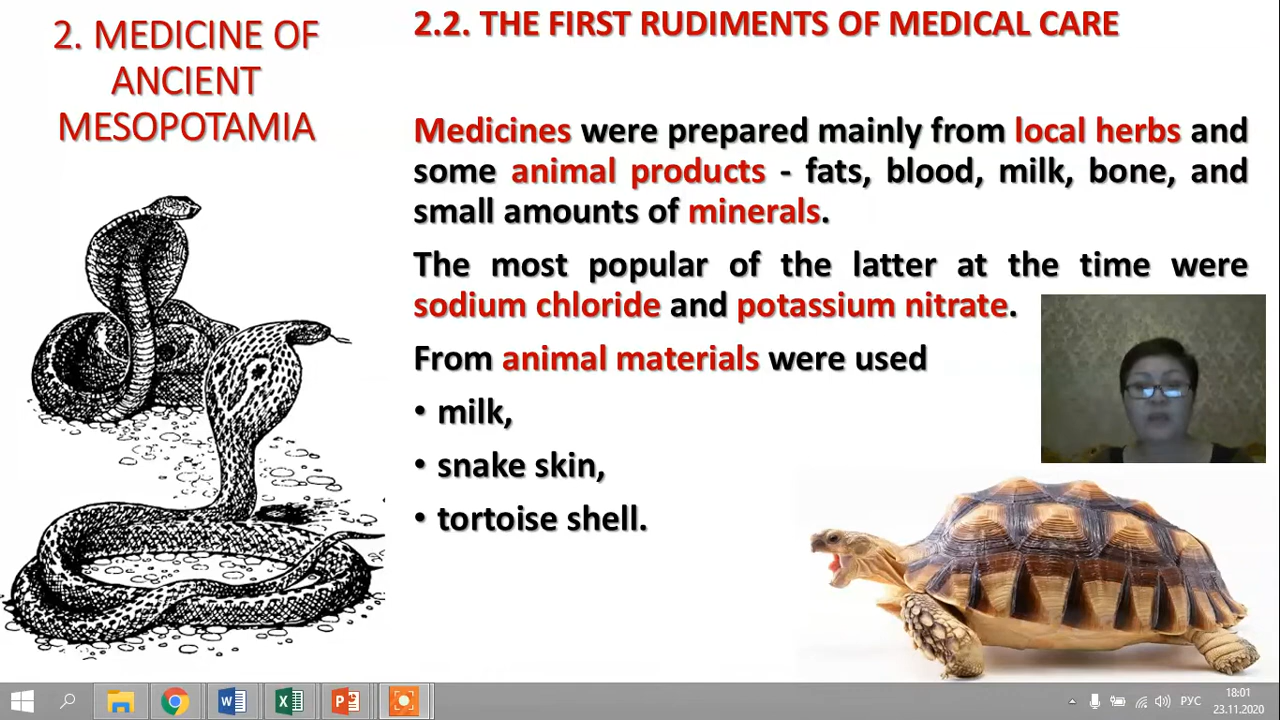 2. MEDICINE OF
ANCIENT
MESOPOTAMIA
2.2. THE FIRST RUDIMENTS OF MEDICAL CARE
Medicines were prepared mainly from local herbs and
some animal products - fats, blood, milk, bone, and
small amounts of minerals.
The most popular of the latter at the time were
sodium chloride and potassium nitrate.
From animal materials were used
• milk,
• snake skin,
• tortoise shell.
РУС
18:01
23.11.2020